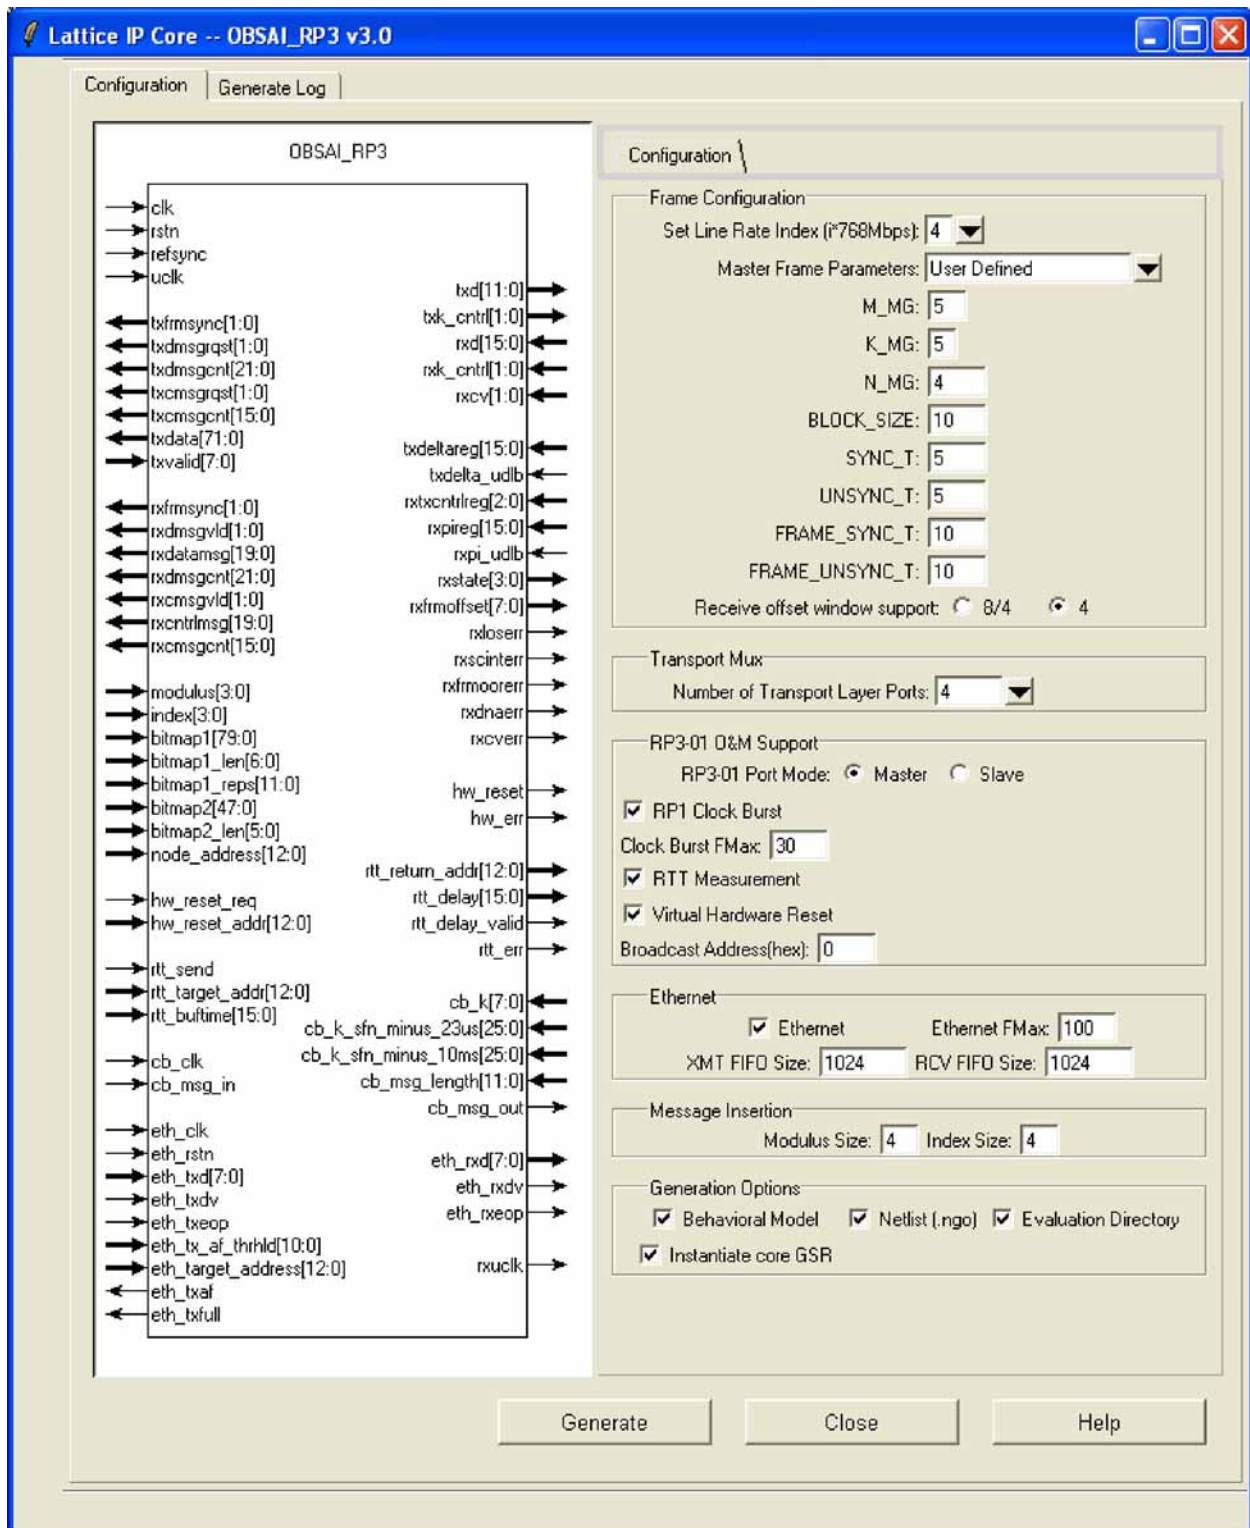 Lattice IP Core -- OBSAI_RP3 v3.0
Configuration Generate Log
OBSAI_RP3
clk
rstn
refsync
uclk
txfrmsync[1:0]
txdmsgrqst[1:0]
txdmsgcnt[21:0]
txcmsgrqst[1:0]
txcmsgcnt[15:0]
txdata[71:0]
txvalid[7:0]
rxfrmsync[1:0]
rxdmsgvld[1:0]
rxdatamsg[19:0]
rxdmsgcnt[21:0]
rxcmsgvld[1:0]
rxcntrlmsg[19:0]
rxcmsgcnt[15:0]
modulus[3:0]
index[3:0]
bitmap1[79:0]
bitmap1_len[6:0]
bitmap1_reps[11:0]
bitmap2[47:0]
bitmap2_len[5:0]
node_address[12:0]
hw_reset_req
hw_reset_addr[12:0]
rtt_send
rtt_target_addr[12:0]
rtt_buftime[15:0]
cb_clk
cb_msg_in
eth_clk
eth_rstn
eth_txd[7:0]
eth_txdv
eth_txeop
eth_tx_af_thrhld[10:0]
eth_target_address[12:0]
eth_txaf
eth_txfull
txd[11:0]
txk_cntrl[1:0]
rxd[15:0]
rxk_cntrl[1:0]
rxcv[1:0]
txdeltareg[15:0]
txdelta_udlb
rxtxcntrlreg[2:0]
rxpireg[15:0]
rxpi_udlb
rxstate[3:0]
rxfrmoffset[7:0]
rxloserr
rxscinterr
rxfrmoorerr
rxdnaerr
rxcverr
hw_reset
hw_err
rtt_return_addr[12:0]
rtt_delay[15:0]
rtt_delay_valid
rtt_err
cb_k[7:0]
cb_k_sfn_minus_23us[25:0]
cb_k_sfn_minus_10ms[25:0]
cb_msg_length[11:0]
cb_msg_out
eth_rxd[7:0]
eth_rxdv
eth_rxeop
rxuclk
Configuration
Frame Configuration
Set Line Rate Index (i*768Mbps): 4
Master Frame Parameters: User Defined
M_MG: 5
K_MG: 5
N_MG: 4
BLOCK_SIZE: 10
SYNC_T: 5
UNSYNC_T: 5
FRAME_SYNC_T: 10
FRAME_UNSYNC_T: 10
Receive offset window support: 8/4 4
Transport Mux
Number of Transport Layer Ports: 4
RP3-01 O&M Support
RP3-01 Port Mode: Master Slave
RP1 Clock Burst
Clock Burst FMax: 30
RTT Measurement
Virtual Hardware Reset
Broadcast Address(hex): 0
Ethernet
Ethernet Ethernet FMax: 100
XMT FIFO Size: 1024 RCV FIFO Size: 1024
Message Insertion
Modulus Size: 4 Index Size: 4
Generation Options
Behavioral Model Netlist (.ngo) Evaluation Directory
Instantiate core GSR
Generate Close Help